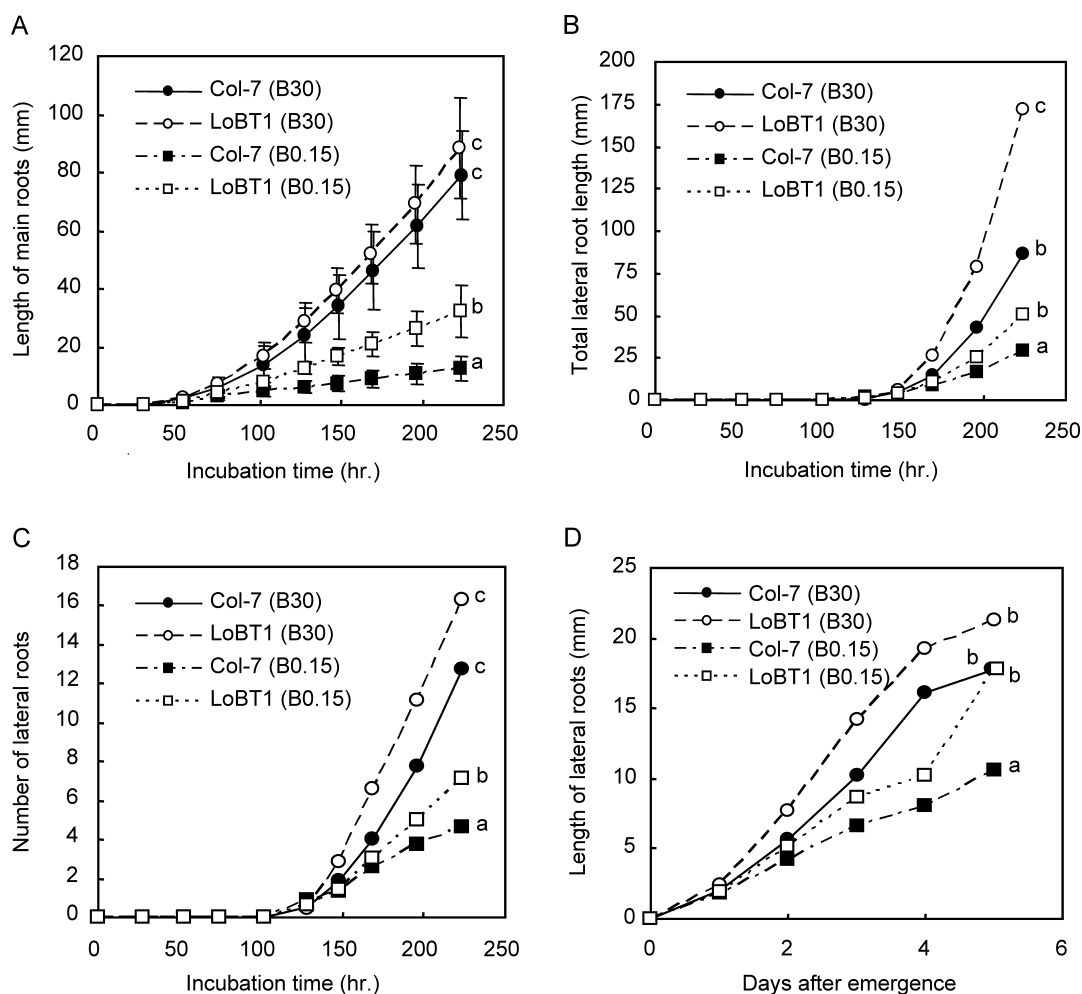 A
Length of main roots (mm)
120
100
80
60
40
20
0
Col-7 (B30)
LoBT1 (B30)
Col-7 (B0.15)
LoBT1 (B0.15)
c
c
b
a
0 50 100 150 200 250
Incubation time (hr.)
B
Total lateral root length (mm)
200
175
150
125
100
75
50
25
0
Col-7 (B30)
LoBT1 (B30)
Col-7 (B0.15)
LoBT1 (B0.15)
c
b
b
a
0 50 100 150 200 250
Incubation time (hr.)
C
Number of lateral roots
18
16
14
12
10
8
6
4
2
0
Col-7 (B30)
LoBT1 (B30)
Col-7 (B0.15)
LoBT1 (B0.15)
c
c
b
a
0 50 100 150 200 250
Incubation time (hr.)
D
Length of lateral roots (mm)
25
20
15
10
5
0
Col-7 (B30)
LoBT1 (B30)
Col-7 (B0.15)
LoBT1 (B0.15)
b
b
b
a
0 2 4 6
Days after emergence